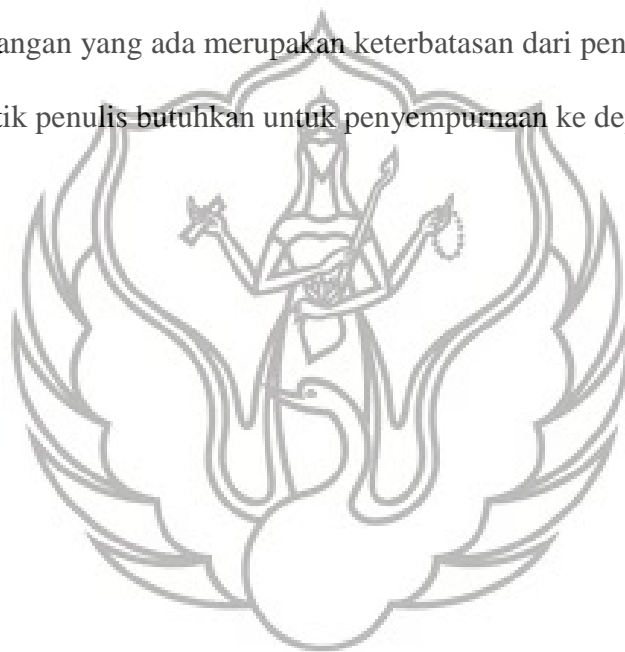 angan yang ada merupakan keterbatasan dari pen
tik penulis butuhkan untuk penyempurnaan ke de